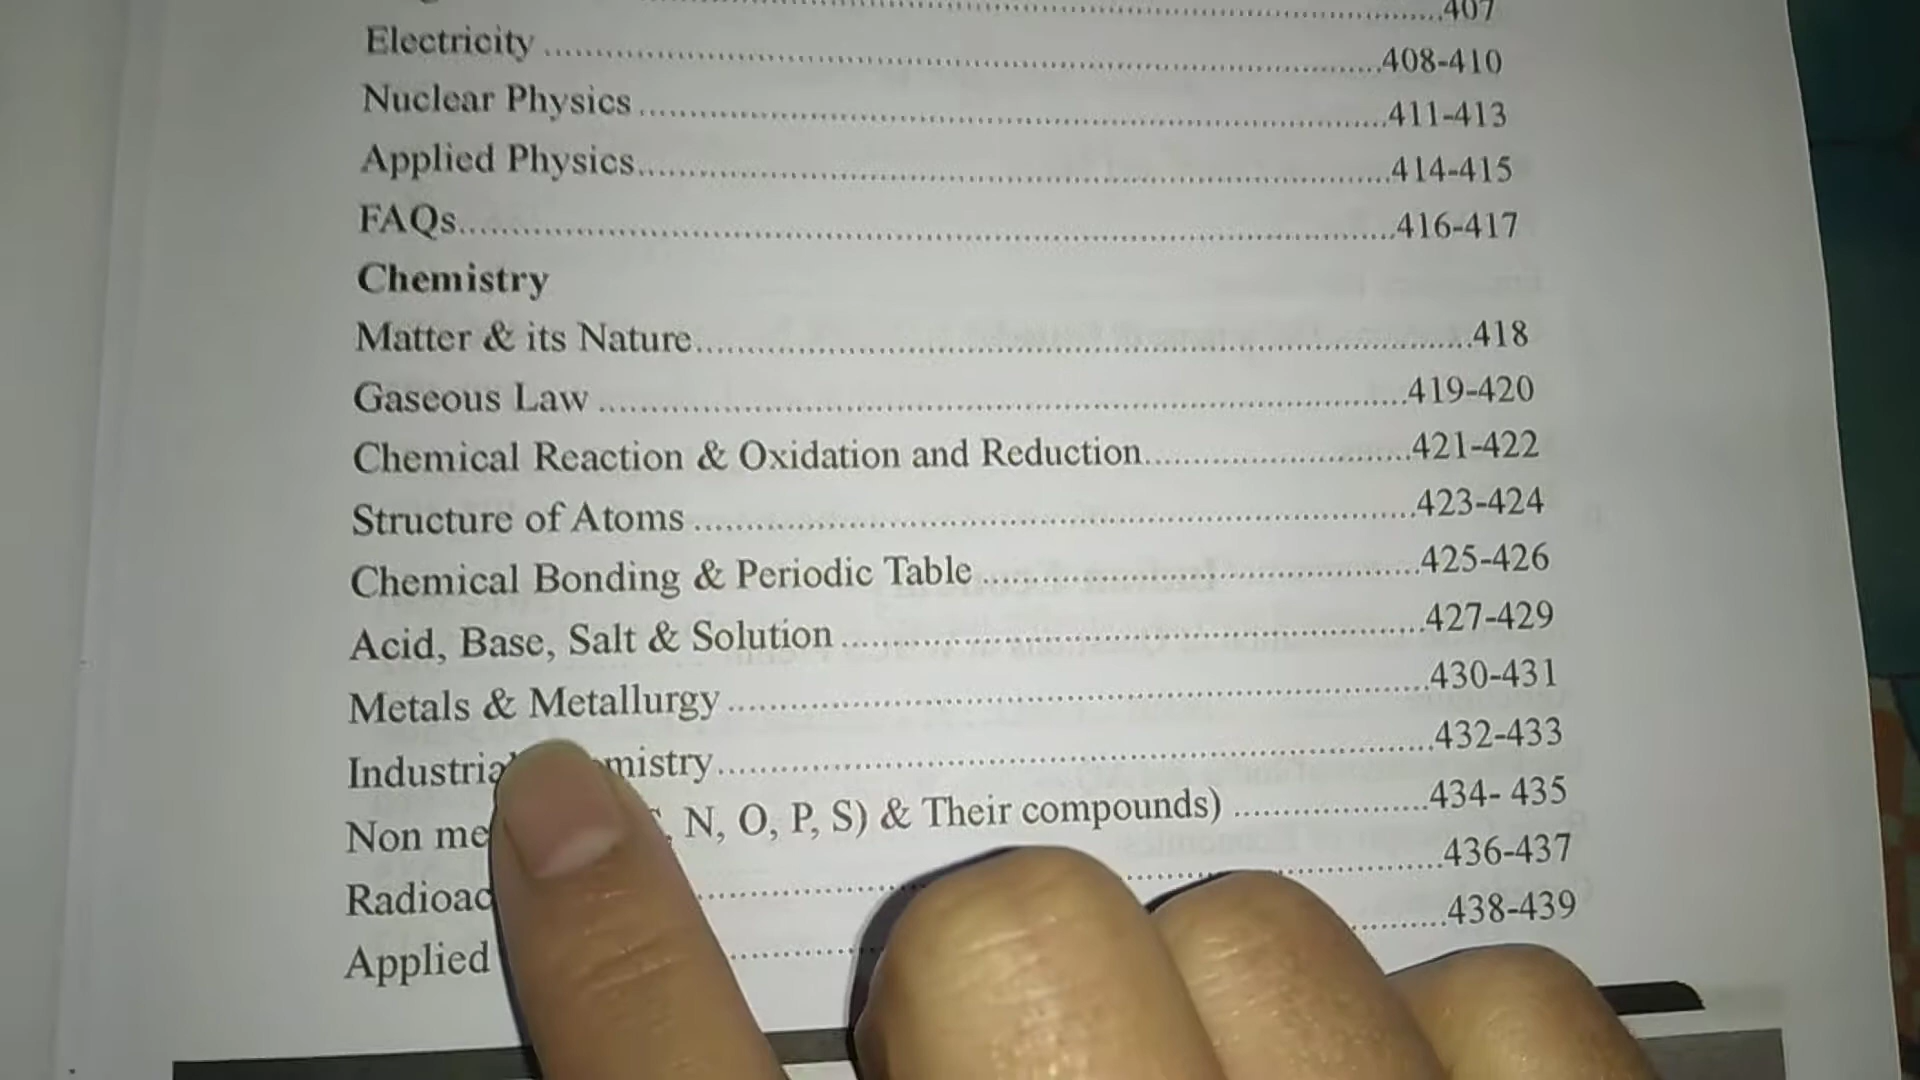 407
Electricity 408-410
Nuclear Physics 411-413
Applied Physics 414-415
FAQs 416-417
Chemistry
Matter & its Nature 418
Gaseous Law 419-420
Chemical Reaction & Oxidation and Reduction 421-422
Structure of Atoms 423-424
Chemical Bonding & Periodic Table 425-426
Acid, Base, Salt & Solution 427-429
Metals & Metallurgy 430-431
Industrial mistry 432-433
Non me , N, O, P, S) & Their compounds) 434- 435
Radioac 436-437
Applied 438-439